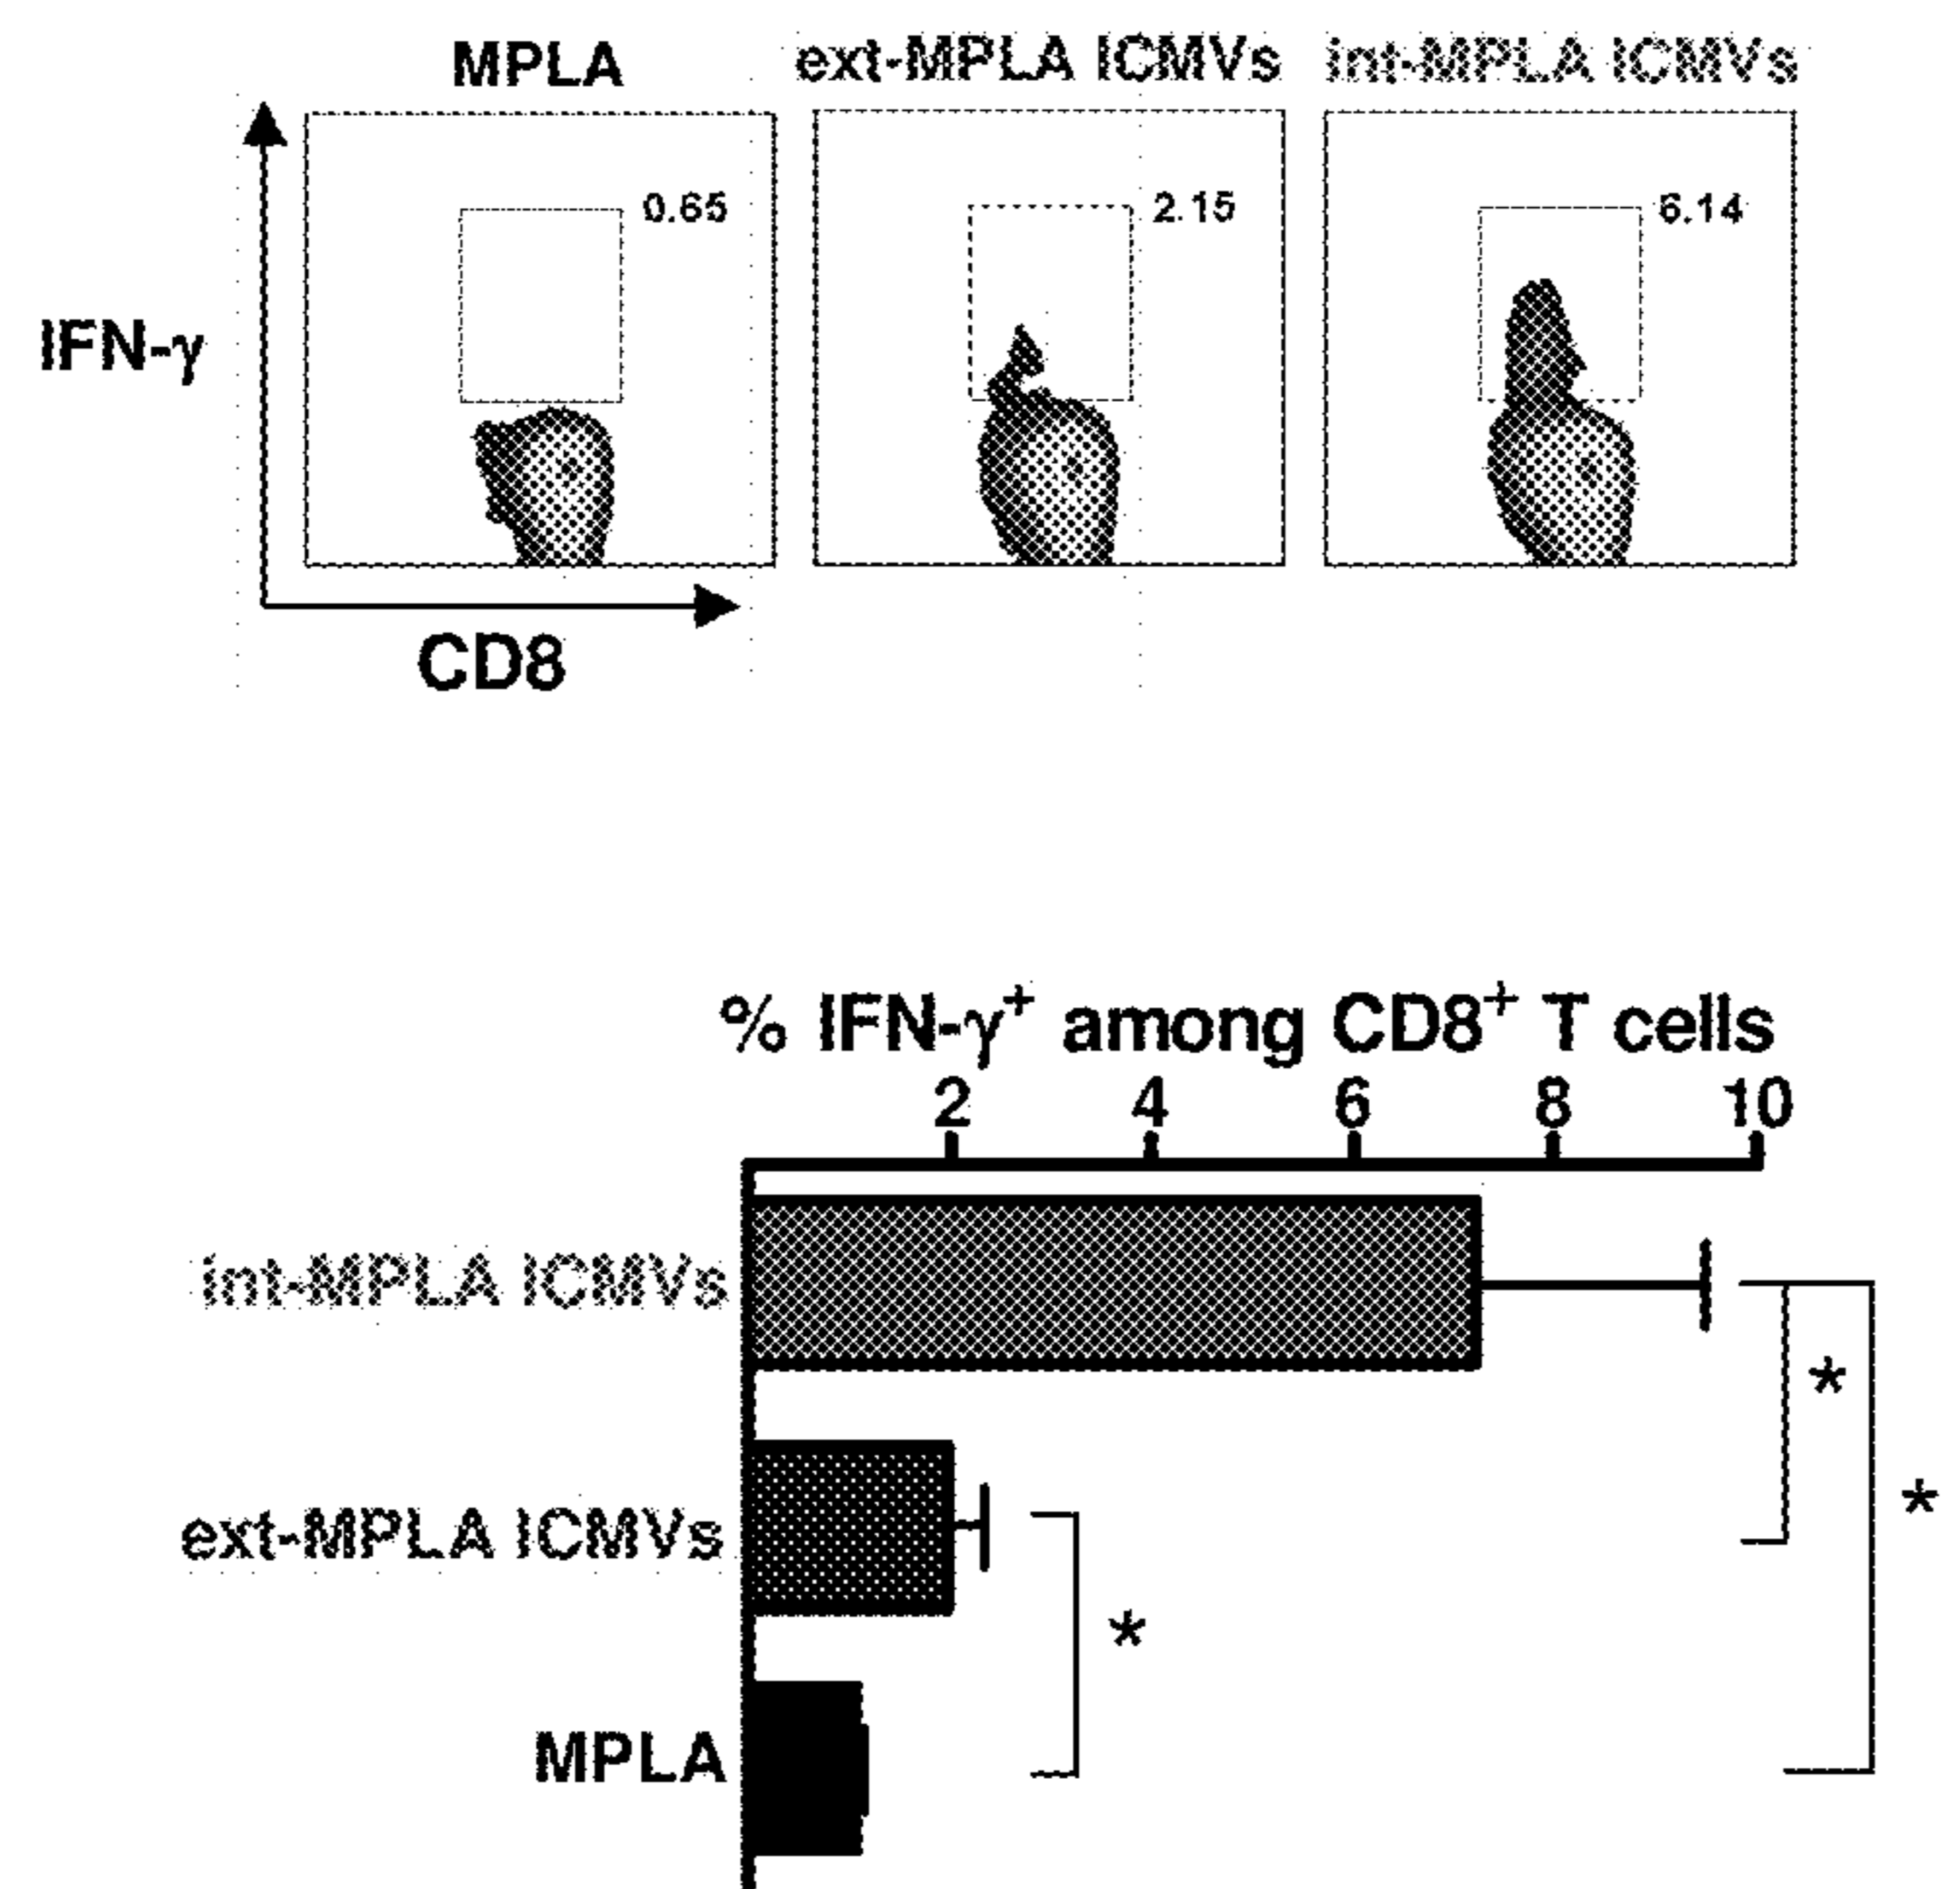 MPLA ext-MPLA ICMVs int-MPLA ICMVs
0.65 2.15 6.14
IFN-γ
CD8
% IFN-γ⁺ among CD8⁺ T cells
2 4 6 8 10
int-MPLA ICMVs
*
ext-MPLA ICMVs
*
*
MPLA